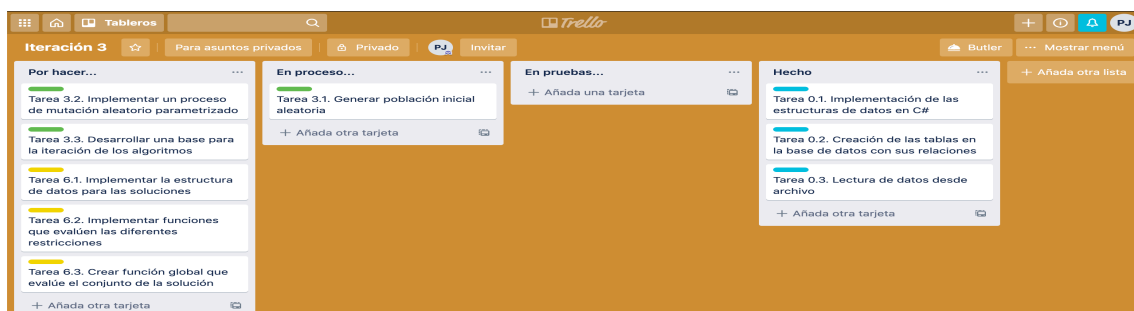 Tableros
Trello
PJ
Iteración 3
Para asuntos privados
Privado
PJ
Invitar
Butler
... Mostrar menú
Por hacer...
Tarea 3.2. Implementar un proceso
de mutación aleatorio parametrizado
Tarea 3.3. Desarrollar una base para
la iteración de los algoritmos
Tarea 6.1. Implementar la estructura
de datos para las soluciones
Tarea 6.2. Implementar funciones
que evalúen las diferentes
restricciones
Tarea 6.3. Crear función global que
evalúe el conjunto de la solución
+ Añada otra tarjeta
En proceso...
Tarea 3.1. Generar población inicial
aleatoria
+ Añada otra tarjeta
En pruebas...
+ Añada una tarjeta
Hecho
Tarea 0.1. Implementación de las
estructuras de datos en C#
Tarea 0.2. Creación de las tablas en
la base de datos con sus relaciones
Tarea 0.3. Lectura de datos desde
archivo
+ Añada otra tarjeta
+ Añada otra lista